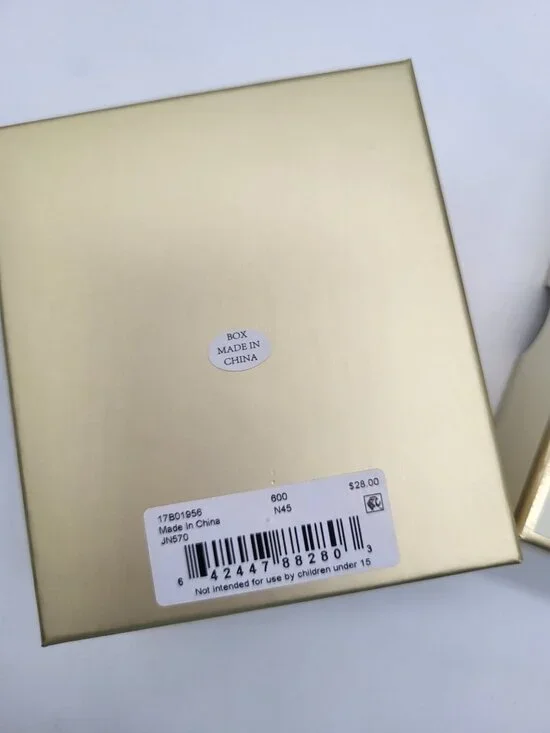 BOX
MADE IN
CHINA
17B01956 600 $28.00
Made In China N45
JN570
6 42447 88280 3
Not intended for use by children under 15